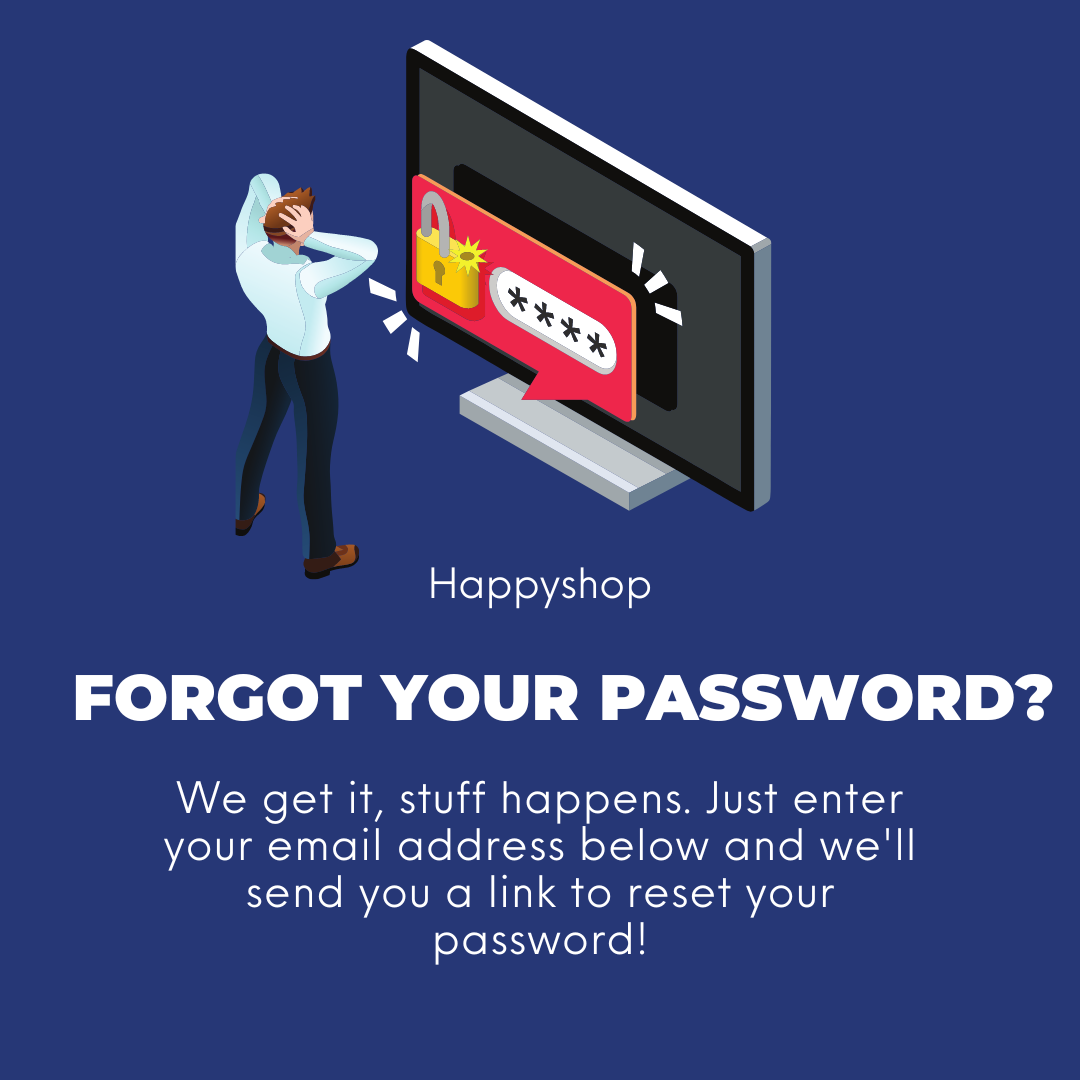 ****
Happyshop
FORGOT YOUR PASSWORD?
We get it, stuff happens. Just enter
your email address below and we'll
send you a link to reset your
password!